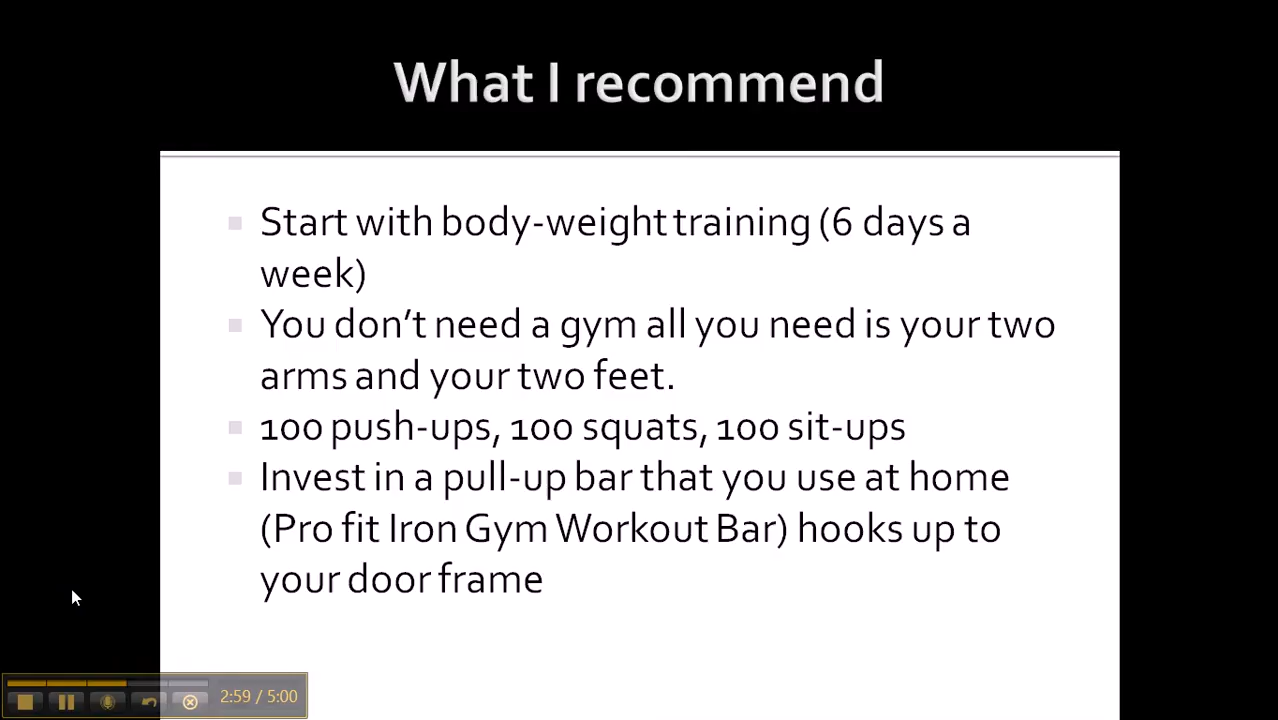 What I recommend
Start with body-weight training (6 days a
week)
You don't need a gym all you need is your two
arms and your two feet.
100 push-ups, 100 squats, 100 sit-ups
Invest in a pull-up bar that you use at home
(Pro fit Iron Gym Workout Bar) hooks up to
your door frame
2:59 / 5:00